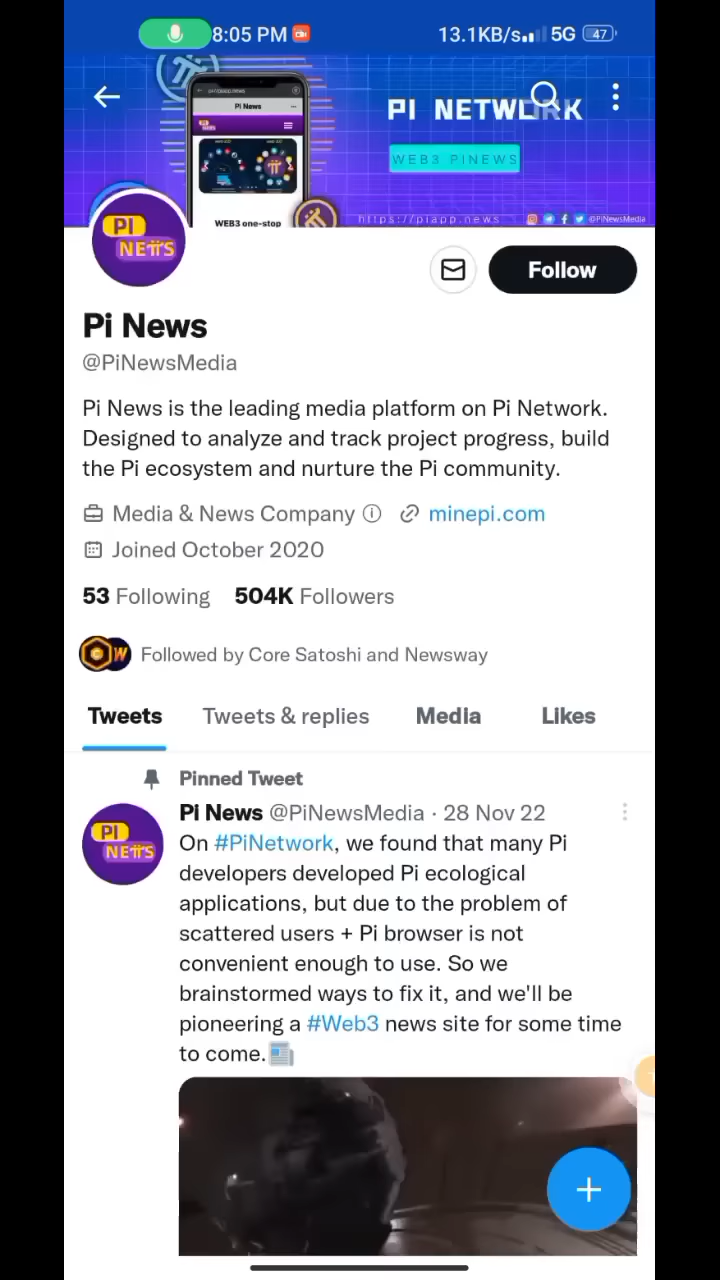 8:05 PM
13.1KB/s
5G
47
Pi News
PI NETWORK
WEB3 PINEWS
WEB3 one-stop
https://piapp.news
@PiNewsMedia
PI
NEWS
Follow
Pi News
@PiNewsMedia
Pi News is the leading media platform on Pi Network.
Designed to analyze and track project progress, build
the Pi ecosystem and nurture the Pi community.
Media & News Company
minepi.com
Joined October 2020
53 Following 504K Followers
Followed by Core Satoshi and Newsway
Tweets Tweets & replies Media Likes
Pinned Tweet
Pi News @PiNewsMedia · 28 Nov 22
PI
NEWS
On #PiNetwork, we found that many Pi
developers developed Pi ecological
applications, but due to the problem of
scattered users + Pi browser is not
convenient enough to use. So we
brainstormed ways to fix it, and we'll be
pioneering a #Web3 news site for some time
to come.